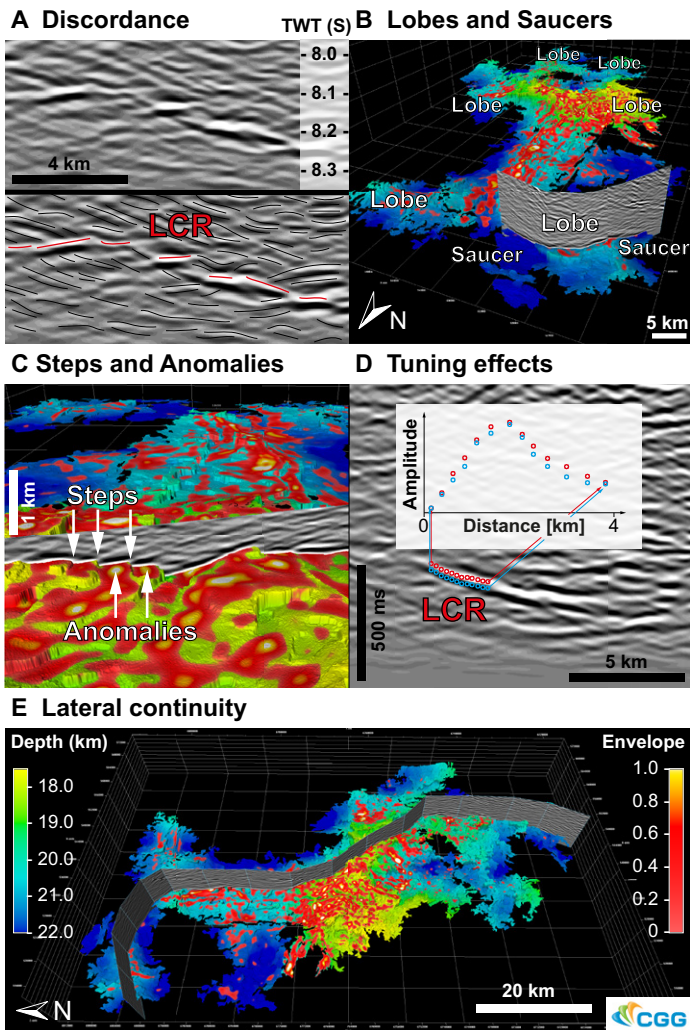 A Discordance
TWT (S)
8.0
8.1
8.2
8.3
4 km
LCR
B Lobes and Saucers
Lobe
Lobe
Lobe
Lobe
Lobe
Lobe
Saucer
Saucer
N
5 km
C Steps and Anomalies
1 km
Steps
Anomalies
D Tuning effects
Amplitude
0 Distance [km] 4
LCR
500 ms
5 km
E Lateral continuity
Depth (km)
18.0
19.0
20.0
21.0
22.0
Envelope
1.0
0.8
0.6
0.4
0.2
0
N
20 km
CGG